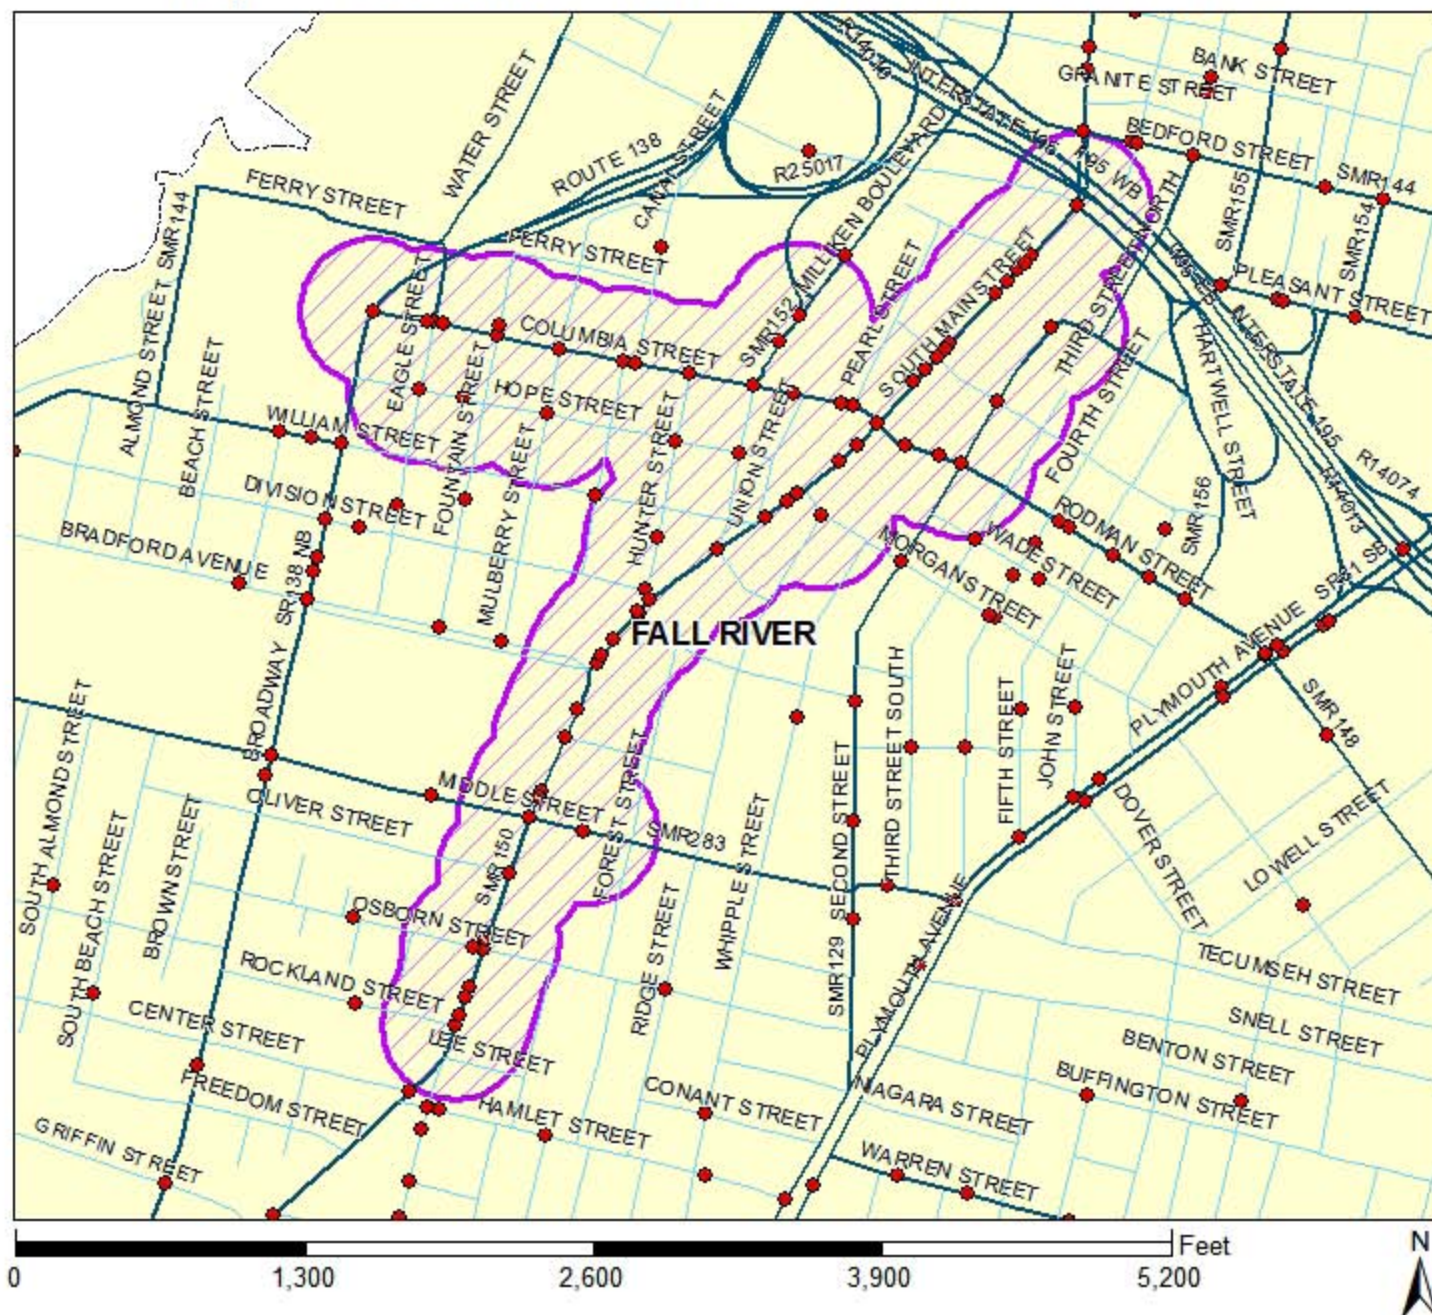 R14070
INTERSTATE 195
BANK STREET
GRANITE STREET
BEDFORD STREET
I195 WB
SMR144
SMR155
SMR154
WATER STREET
ROUTE 138
CANAL STREET
R25017
FERRY STREET
FERRY STREET
SMR144
ALMOND STREET
SMR152
MILLIKEN BOULEVARD
PEARL STREET
SOUTH MAIN STREET
THIRD STREET NORTH
PLEASANT STREET
INTERSTATE 195
HARTWELL STREET
FOURTH STREET
EAGLE STREET
COLUMBIA STREET
HOPE STREET
BEACH STREET
WILLIAM STREET
FOUNTAIN STREET
MULBERRY STREET
HUNTER STREET
UNION STREET
DIVISION STREET
BRADFORD AVENUE
SR138 NB
BROADWAY
MORGAN STREET
WADE STREET
RODMAN STREET
SMR156
R14074
R14073
SR81 SB
PLYMOUTH AVENUE
FALL RIVER
SMR148
SOUTH ALMOND STREET
SOUTH BEACH STREET
BROWN STREET
OLIVER STREET
MIDDLE STREET
SMR283
SMR150
FOREST STREET
WHIPPLE STREET
RIDGE STREET
SECOND STREET
SMR129
THIRD STREET SOUTH
FIFTH STREET
JOHN STREET
DOVER STREET
LOWELL STREET
OSBORN STREET
ROCKLAND STREET
CENTER STREET
LEE STREET
PLYMOUTH AVENUE
TECUMSEH STREET
SNELL STREET
BENTON STREET
BUFFINGTON STREET
FREEDOM STREET
HAMLET STREET
CONANT STREET
NIAGARA STREET
WARREN STREET
GRIFFIN STREET
Feet
N
0 1,300 2,600 3,900 5,200